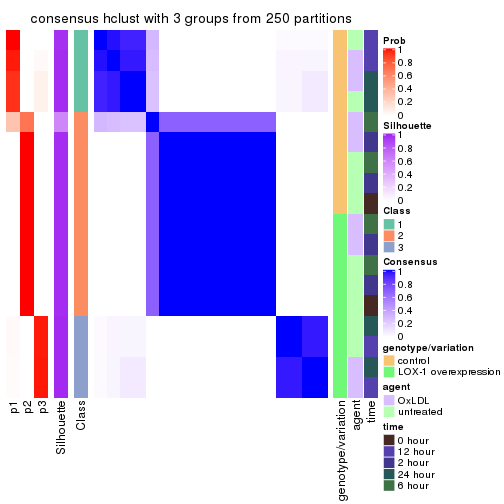 consensus hclust with 3 groups from 250 partitions
Prob
1
0.8
0.6
0.4
0.2
0
Silhouette
1
0.8
0.6
0.4
0.2
0
Class
1
2
3
Consensus
1
0.8
0.6
0.4
0.2
0
genotype/variation
control
LOX-1 overexpression
agent
OxLDL
untreated
time
0 hour
12 hour
2 hour
24 hour
6 hour
p1
p2
p3
Silhouette
Class
genotype/variation
agent
time